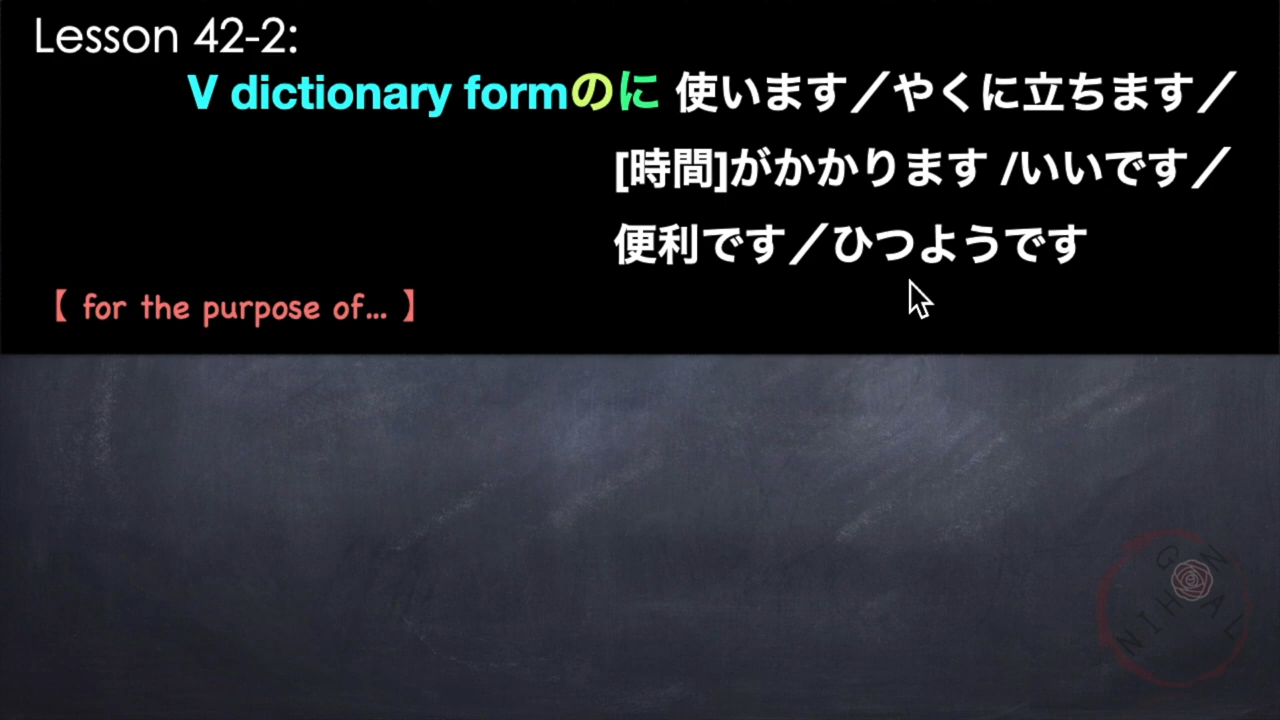 Lesson 42-2:
V dictionary formのに 使います／やくに立ちます／
[時間]がかかります /いいです／
便利です／ひつようです
【 for the purpose of... 】
NIHONGAL